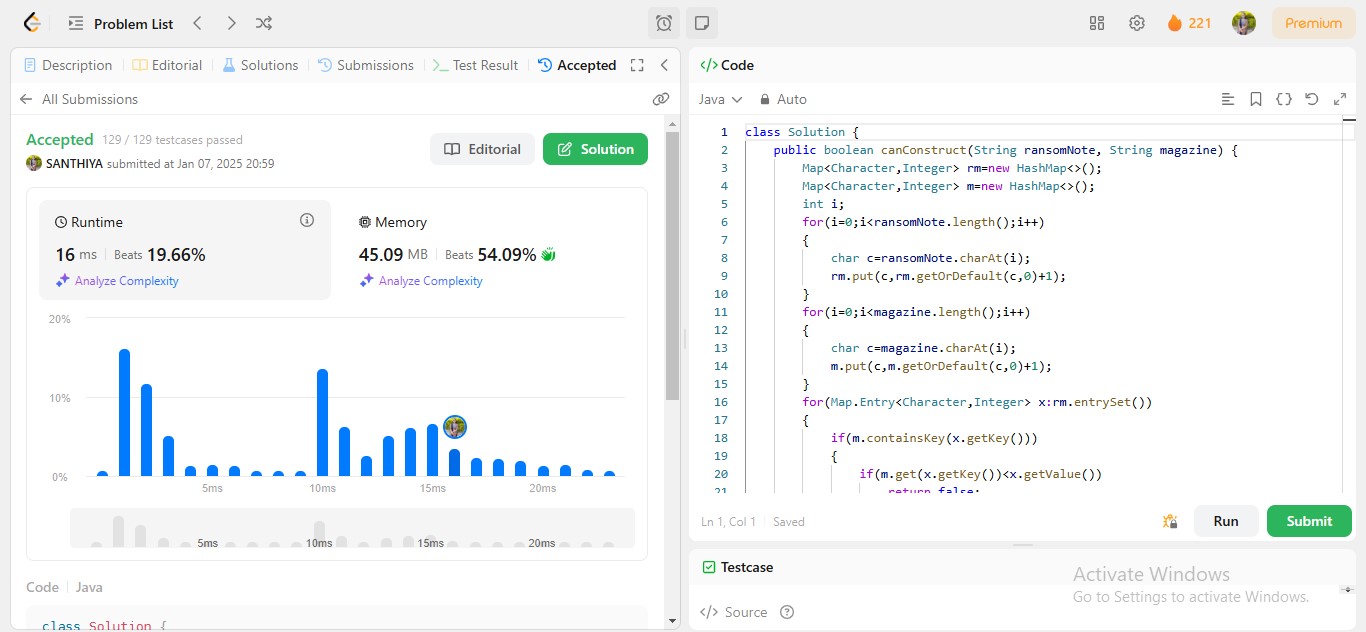 Problem List
221
Premium
Description
Editorial
Solutions
Submissions
Test Result
Accepted
All Submissions
Accepted 129 / 129 testcases passed
SANTHIYA submitted at Jan 07, 2025 20:59
Editorial
Solution
Runtime
16 ms Beats 19.66%
Analyze Complexity
Memory
45.09 MB Beats 54.09%
Analyze Complexity
20%
10%
0%
5ms 10ms 15ms 20ms
5ms 10ms 15ms 20ms
Code Java
class Solution {
</> Code
Java Auto
1 class Solution {
2 public boolean canConstruct(String ransomNote, String magazine) {
3 Map<Character,Integer> rm=new HashMap<>();
4 Map<Character,Integer> m=new HashMap<>();
5 int i;
6 for(i=0;i<ransomNote.length();i++)
7 {
8 char c=ransomNote.charAt(i);
9 rm.put(c,rm.getOrDefault(c,0)+1);
10 }
11 for(i=0;i<magazine.length();i++)
12 {
13 char c=magazine.charAt(i);
14 m.put(c,m.getOrDefault(c,0)+1);
15 }
16 for(Map.Entry<Character,Integer> x:rm.entrySet())
17 {
18 if(m.containsKey(x.getKey()))
19 {
20 if(m.get(x.getKey())<x.getValue())
21 return false;
Ln 1, Col 1 Saved
Run
Submit
Testcase
</> Source
Activate Windows
Go to Settings to activate Windows.